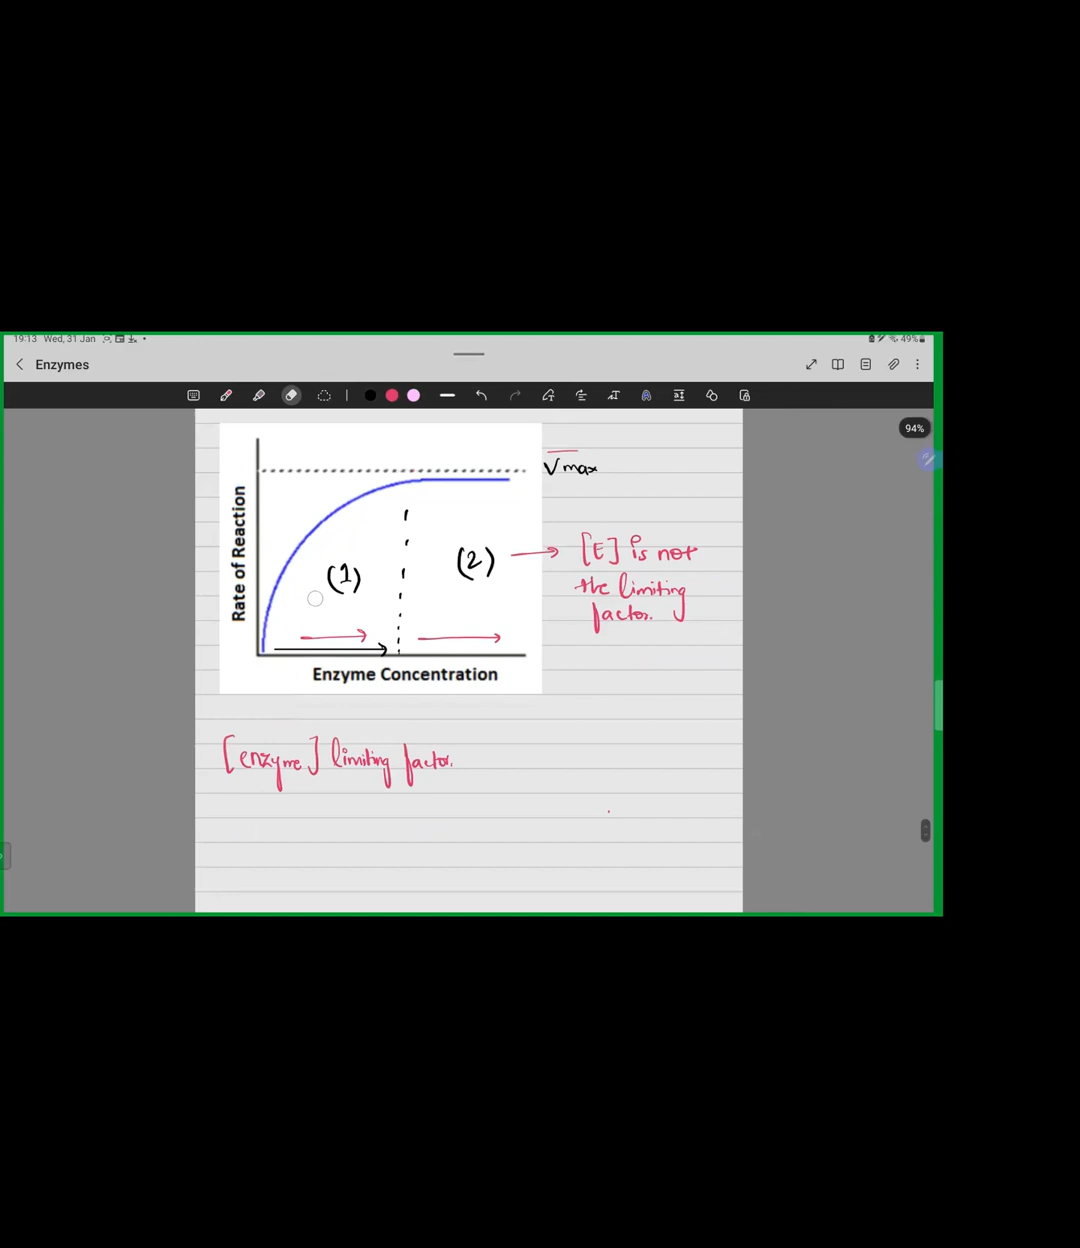 19:13 Wed, 31 Jan
49%
Enzymes
94%
Vmax
Rate of Reaction
(1)
(2)
[E] is not
the limiting
factor.
Enzyme Concentration
[enzyme] limiting factor.